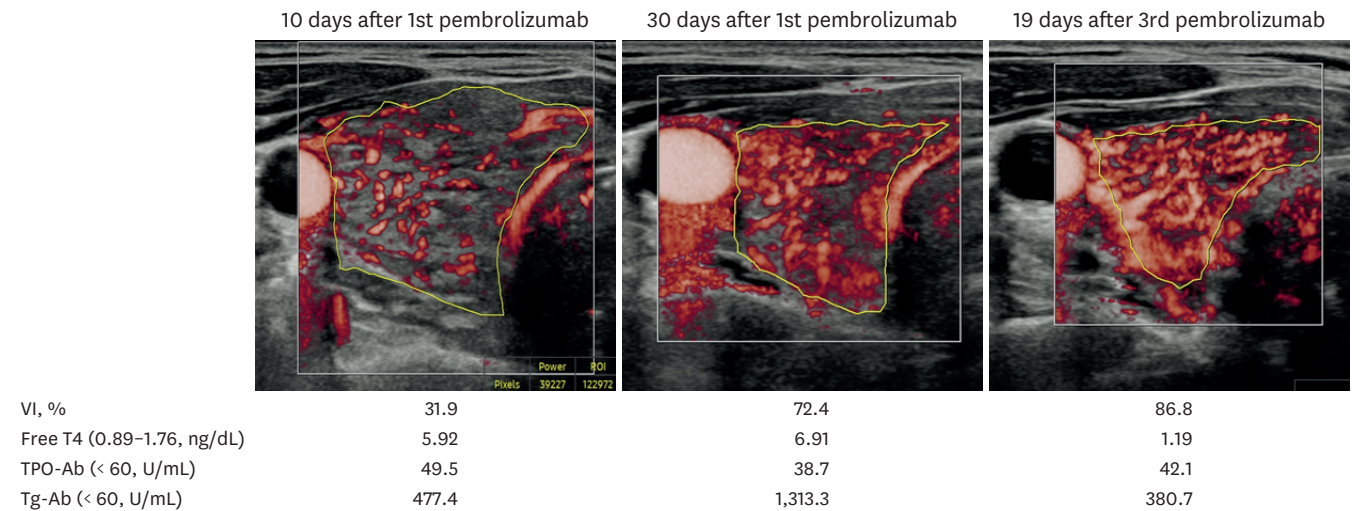 10 days after 1st pembrolizumab 30 days after 1st pembrolizumab 19 days after 3rd pembrolizumab
Power ROI
Pixels 39227 122972
VI, % 31.9 72.4 86.8
Free T4 (0.89–1.76, ng/dL) 5.92 6.91 1.19
TPO-Ab (< 60, U/mL) 49.5 38.7 42.1
Tg-Ab (< 60, U/mL) 477.4 1,313.3 380.7